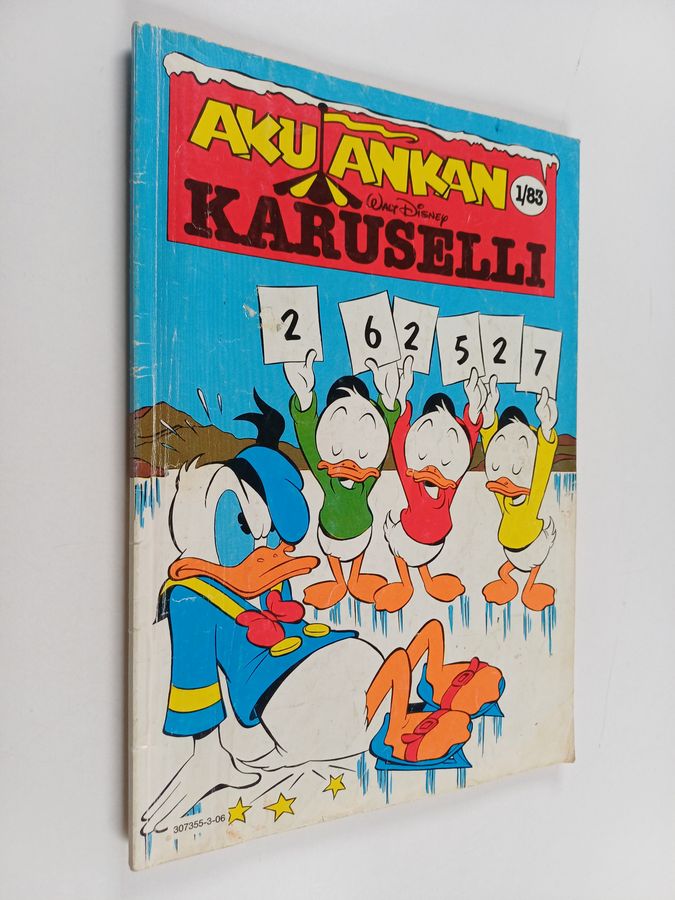 AKU ANKAN
1/83
WALT DISNEY
KARUSELLI
2 6 2 5 2 7
307355-3-06